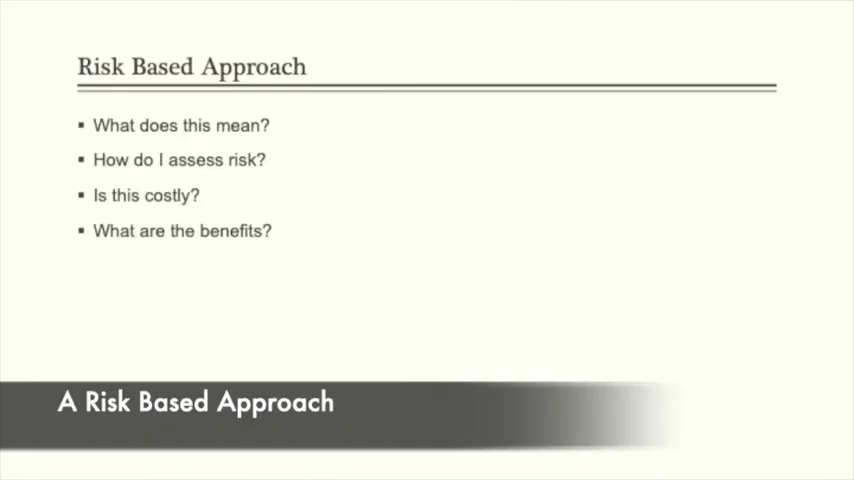 Risk Based Approach
▪ What does this mean?
▪ How do I assess risk?
▪ Is this costly?
▪ What are the benefits?
A Risk Based Approach